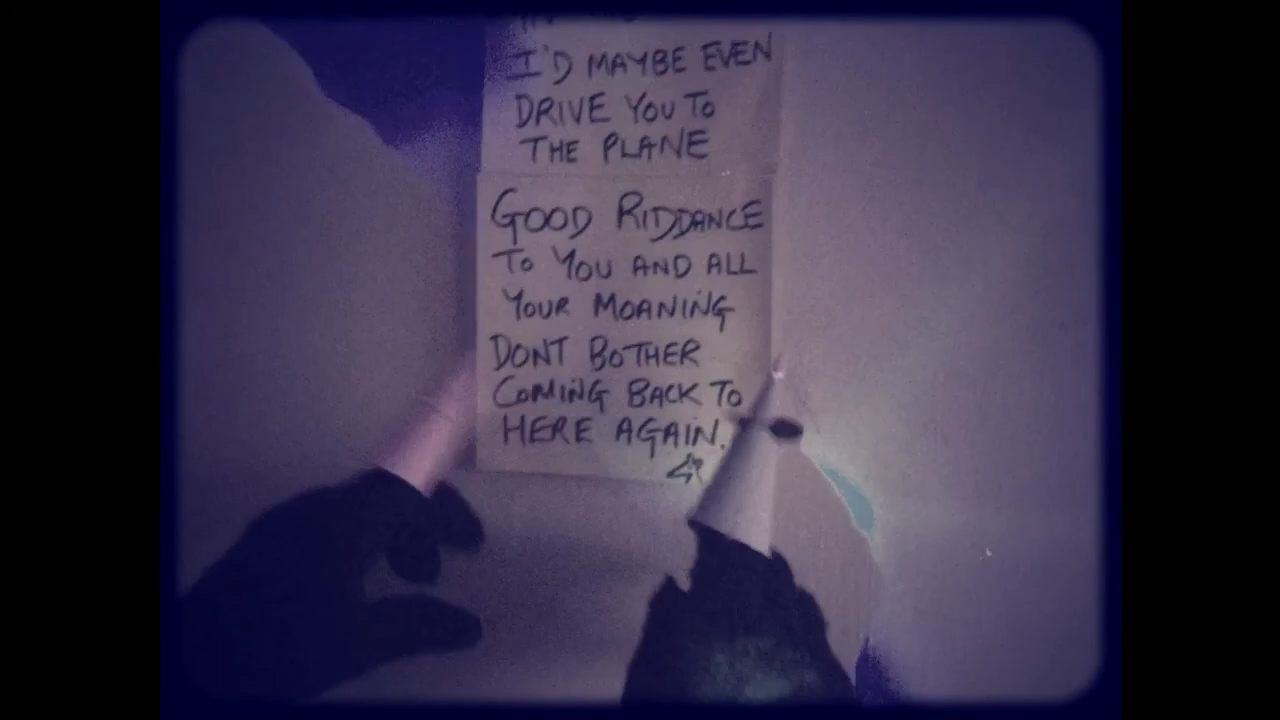 I'D MAYBE EVEN
DRIVE YOU TO
THE PLANE
GOOD RIDDANCE
TO YOU AND ALL
YOUR MOANING
DONT BOTHER
COMING BACK TO
HERE AGAIN.